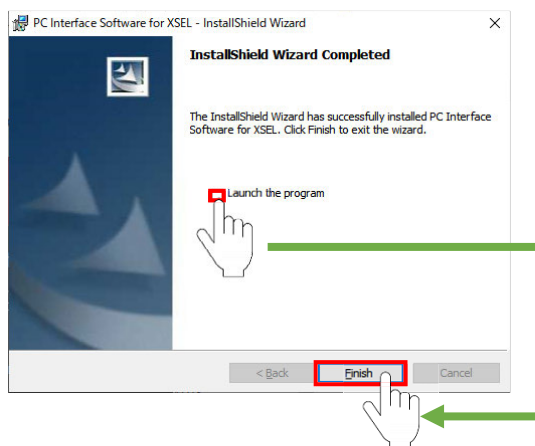 PC Interface Software for XSEL - InstallShield Wizard
InstallShield Wizard Completed
The InstallShield Wizard has successfully installed PC Interface
Software for XSEL. Click Finish to exit the wizard.
Launch the program
< Back
Finish
Cancel